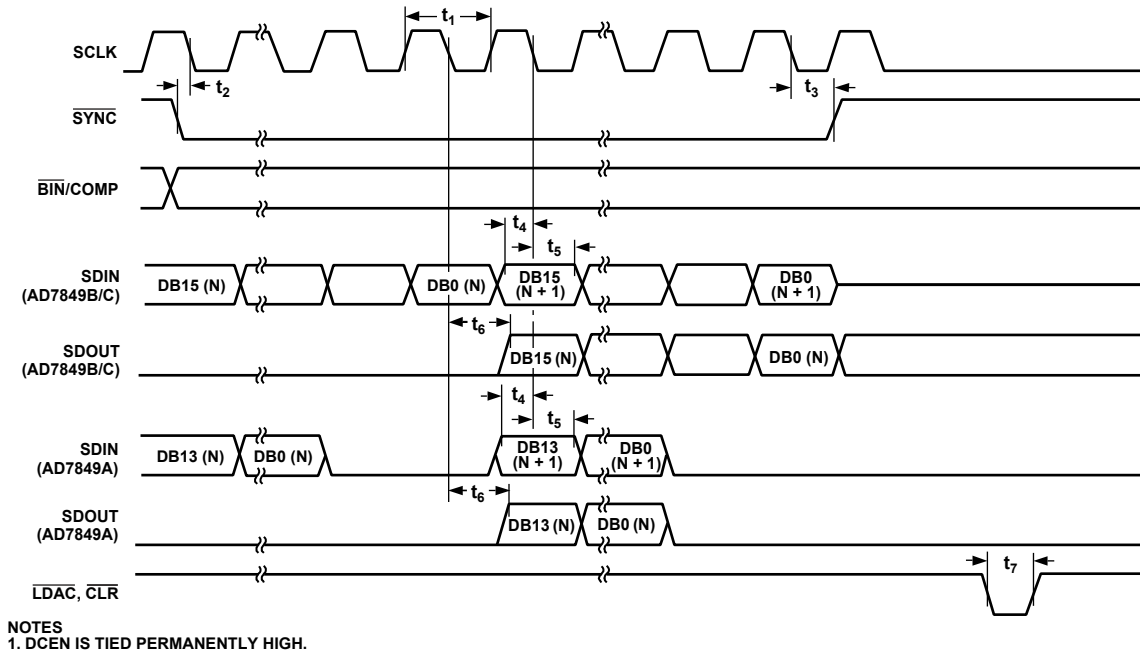 t1
SCLK
t2
t3
SYNC
BIN/COMP
t4
t5
SDIN
(AD7849B/C)
DB15 (N)
DB0 (N)
DB15
(N + 1)
DB0
(N + 1)
t6
SDOUT
(AD7849B/C)
DB15 (N)
DB0 (N)
t4
t5
SDIN
(AD7849A)
DB13 (N)
DB0 (N)
DB13
(N + 1)
DB0
(N + 1)
t6
SDOUT
(AD7849A)
DB13 (N)
DB0 (N)
t7
LDAC, CLR
NOTES
1. DCEN IS TIED PERMANENTLY HIGH.